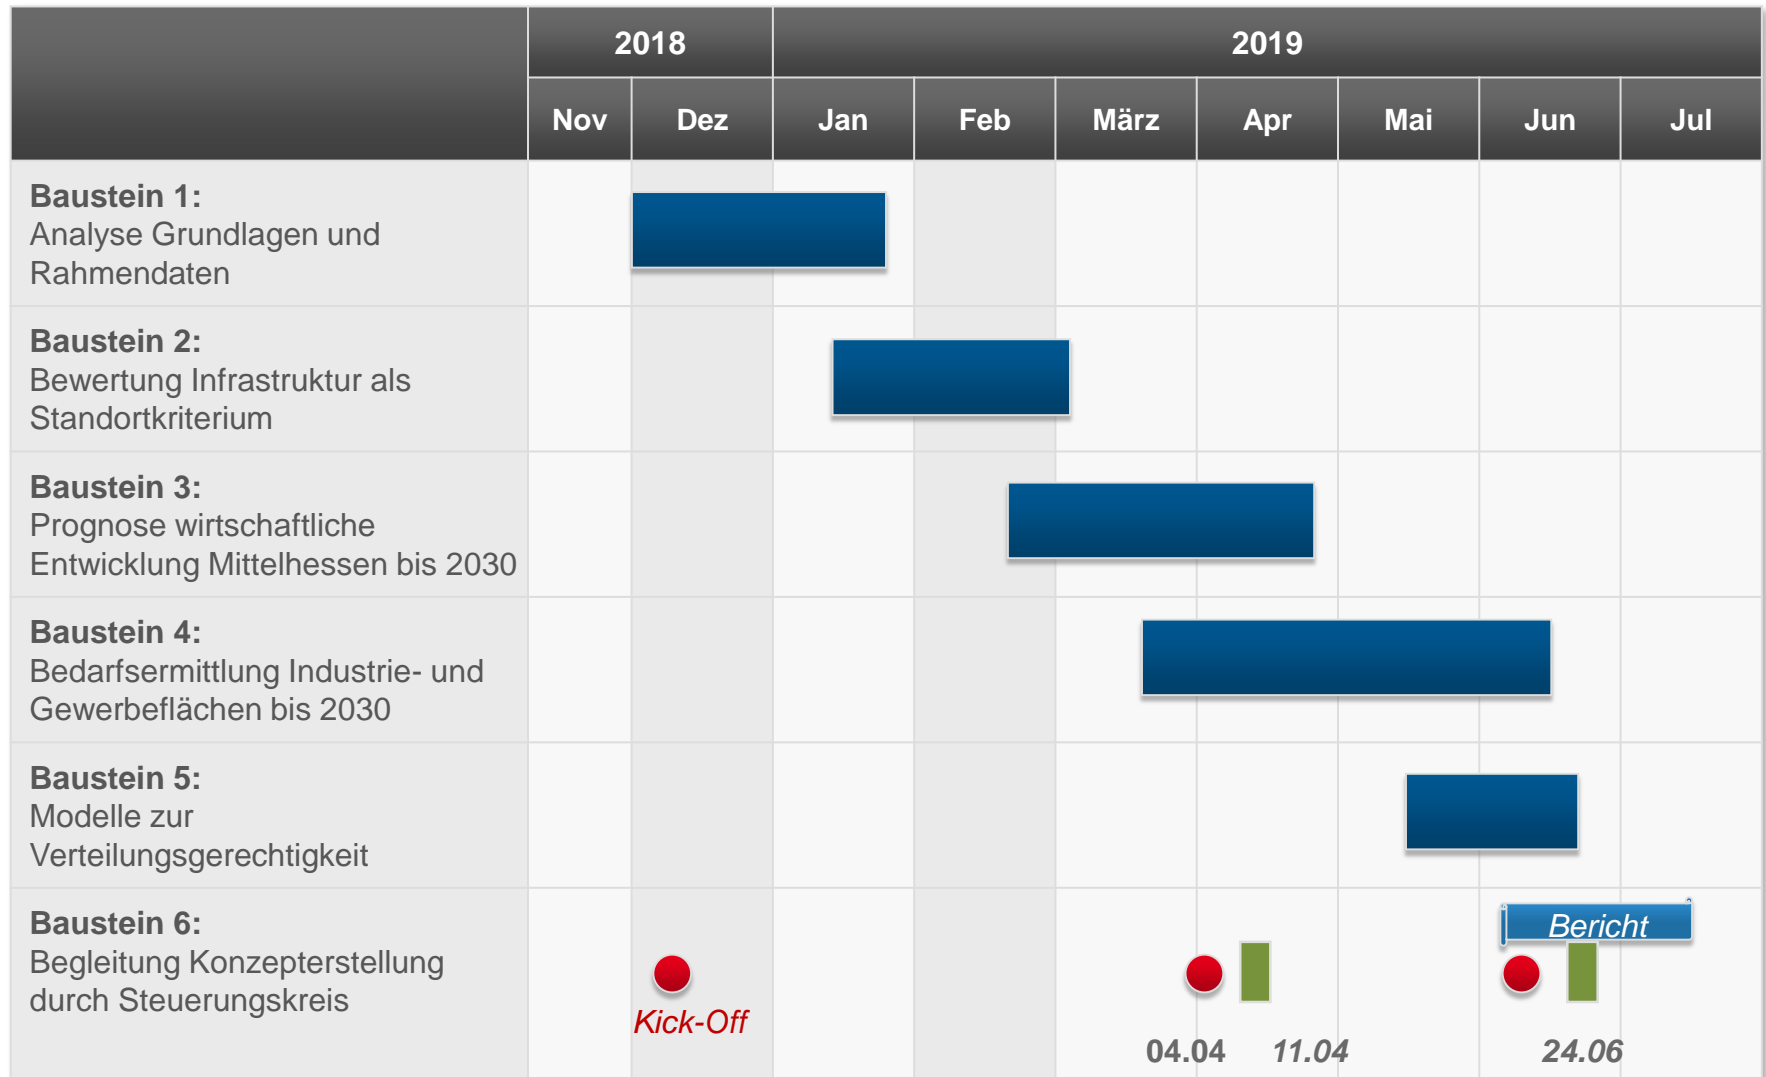 2018 2019
Nov Dez Jan Feb März Apr Mai Jun Jul
Baustein 1:
Analyse Grundlagen und
Rahmendaten
Baustein 2:
Bewertung Infrastruktur als
Standortkriterium
Baustein 3:
Prognose wirtschaftliche
Entwicklung Mittelhessen bis 2030
Baustein 4:
Bedarfsermittlung Industrie- und
Gewerbeflächen bis 2030
Baustein 5:
Modelle zur
Verteilungsgerechtigkeit
Baustein 6:
Begleitung Konzepterstellung
durch Steuerungskreis
Bericht
Kick-Off
04.04 11.04 24.06